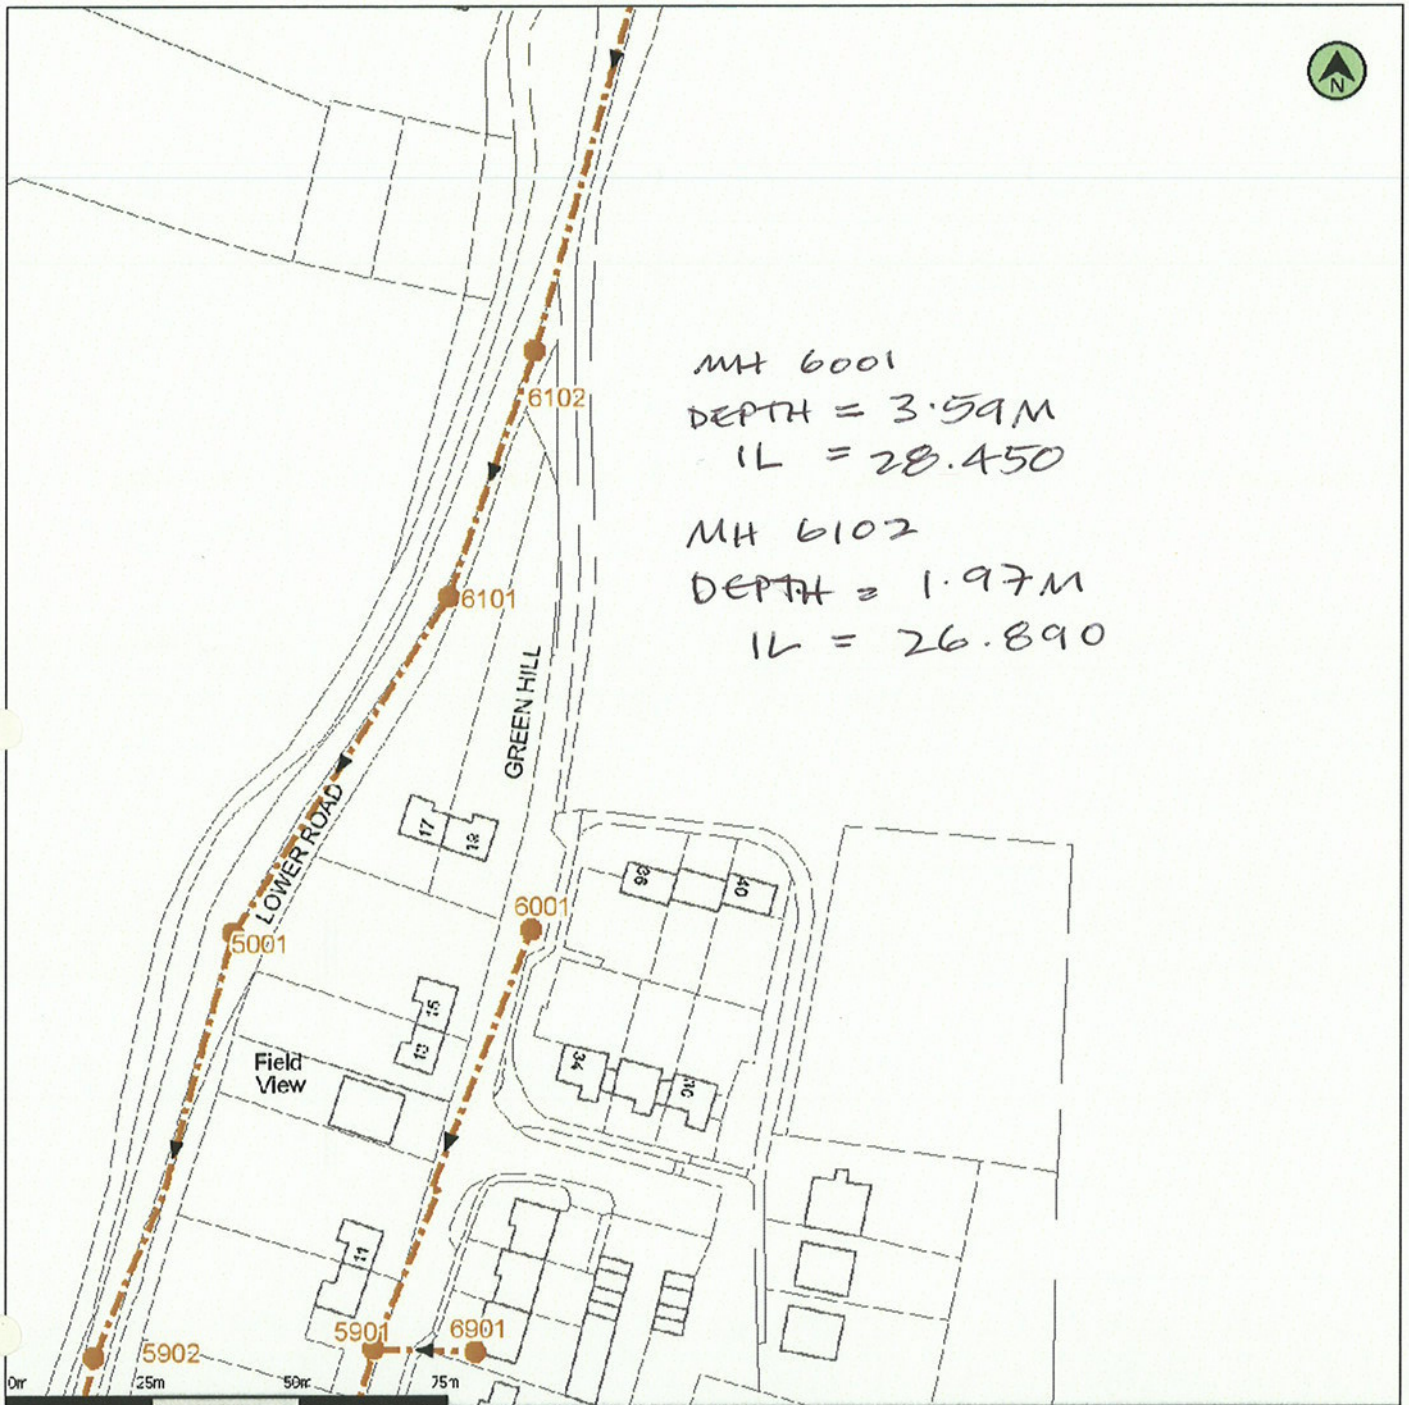 N
MH 6001
DEPTH = 3.59M
IL = 28.450
MH 6102
DEPTH = 1.97M
IL = 26.890
6102
6101
GREEN HILL
LOWER ROAD
17
36
40
6001
5001
15
13
34
Field
View
11
5901
6901
5902
0m
25m
50m
75m